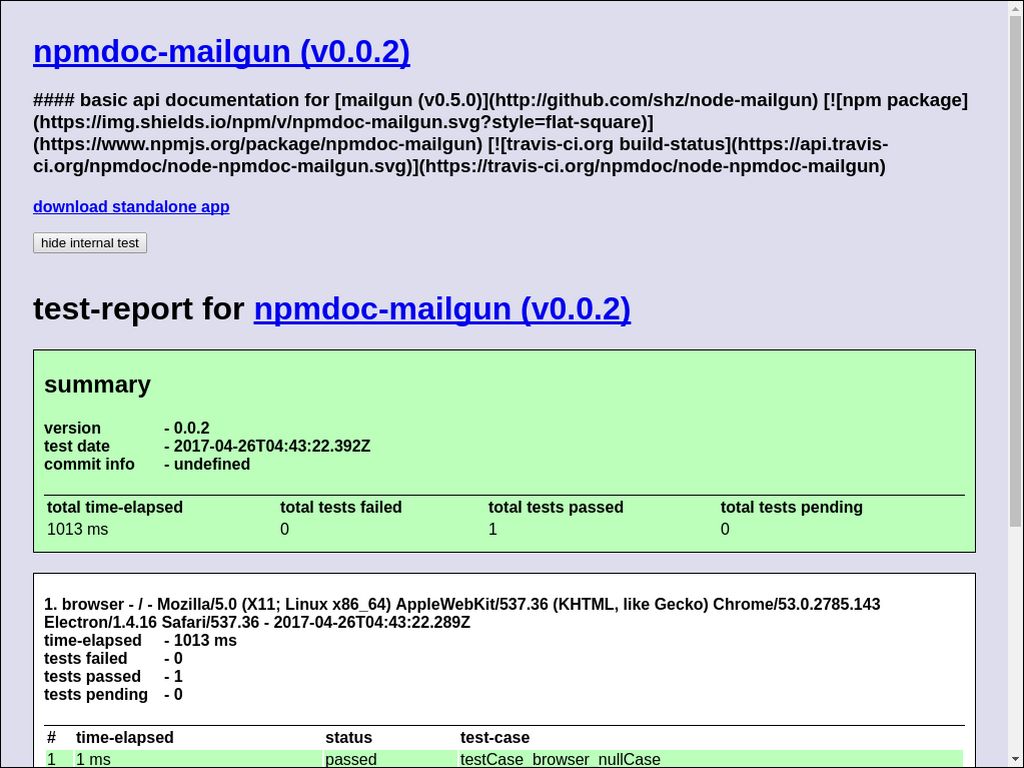 npmdoc-mailgun (v0.0.2)
#### basic api documentation for [mailgun (v0.5.0)](http://github.com/shz/node-mailgun) [![npm package]
(https://img.shields.io/npm/v/npmdoc-mailgun.svg?style=flat-square)]
(https://www.npmjs.org/package/npmdoc-mailgun) [![travis-ci.org build-status](https://api.travis-
ci.org/npmdoc/node-npmdoc-mailgun.svg)](https://travis-ci.org/npmdoc/node-npmdoc-mailgun)
download standalone app
hide internal test
test-report for npmdoc-mailgun (v0.0.2)
summary
version - 0.0.2
test date - 2017-04-26T04:43:22.392Z
commit info - undefined
total time-elapsed total tests failed total tests passed total tests pending
1013 ms 0 1 0
1. browser - / - Mozilla/5.0 (X11; Linux x86_64) AppleWebKit/537.36 (KHTML, like Gecko) Chrome/53.0.2785.143
Electron/1.4.16 Safari/537.36 - 2017-04-26T04:43:22.289Z
time-elapsed - 1013 ms
tests failed - 0
tests passed - 1
tests pending - 0
# time-elapsed status test-case
1 1 ms passed testCase_browser_nullCase